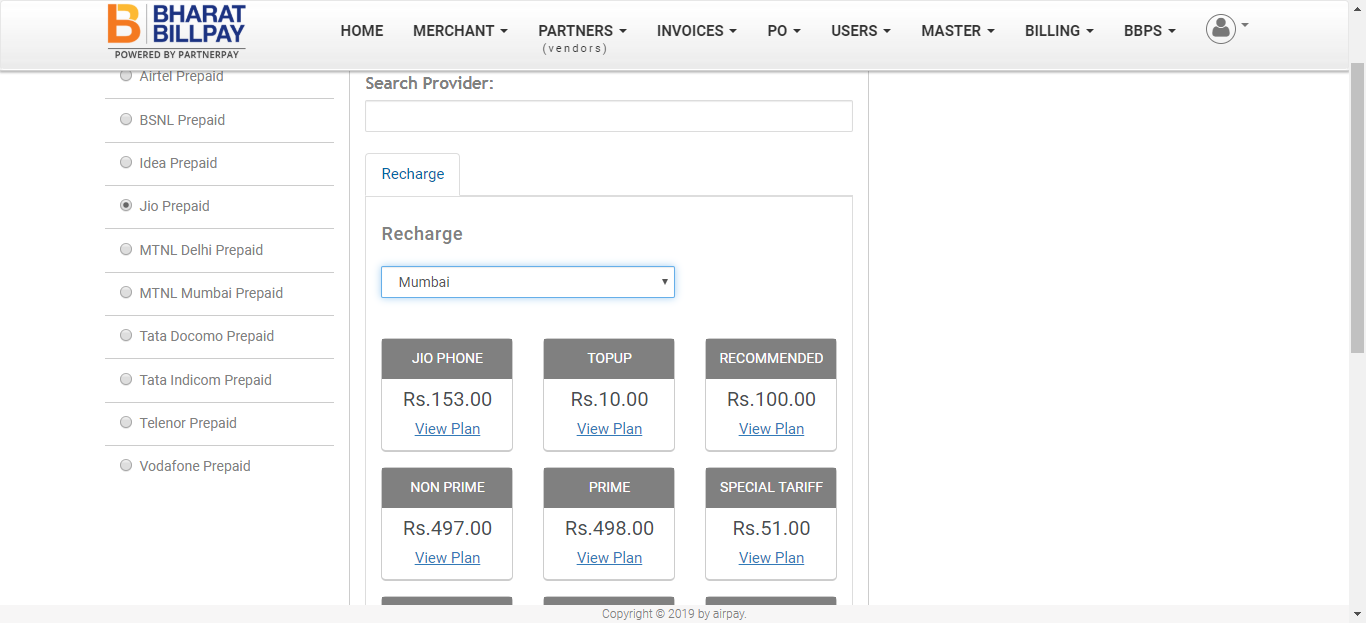 BHARAT
BILLPAY
POWERED BY PARTNERPAY
HOME MERCHANT PARTNERS INVOICES PO USERS MASTER BILLING BBPS
(vendors)
Airtel Prepaid
BSNL Prepaid
Idea Prepaid
Jio Prepaid
MTNL Delhi Prepaid
MTNL Mumbai Prepaid
Tata Docomo Prepaid
Tata Indicom Prepaid
Telenor Prepaid
Vodafone Prepaid
Search Provider:
Recharge
Recharge
Mumbai
JIO PHONE TOPUP RECOMMENDED
Rs.153.00 Rs.10.00 Rs.100.00
View Plan View Plan View Plan
NON PRIME PRIME SPECIAL TARIFF
Rs.497.00 Rs.498.00 Rs.51.00
View Plan View Plan View Plan
Copyright © 2019 by airpay.